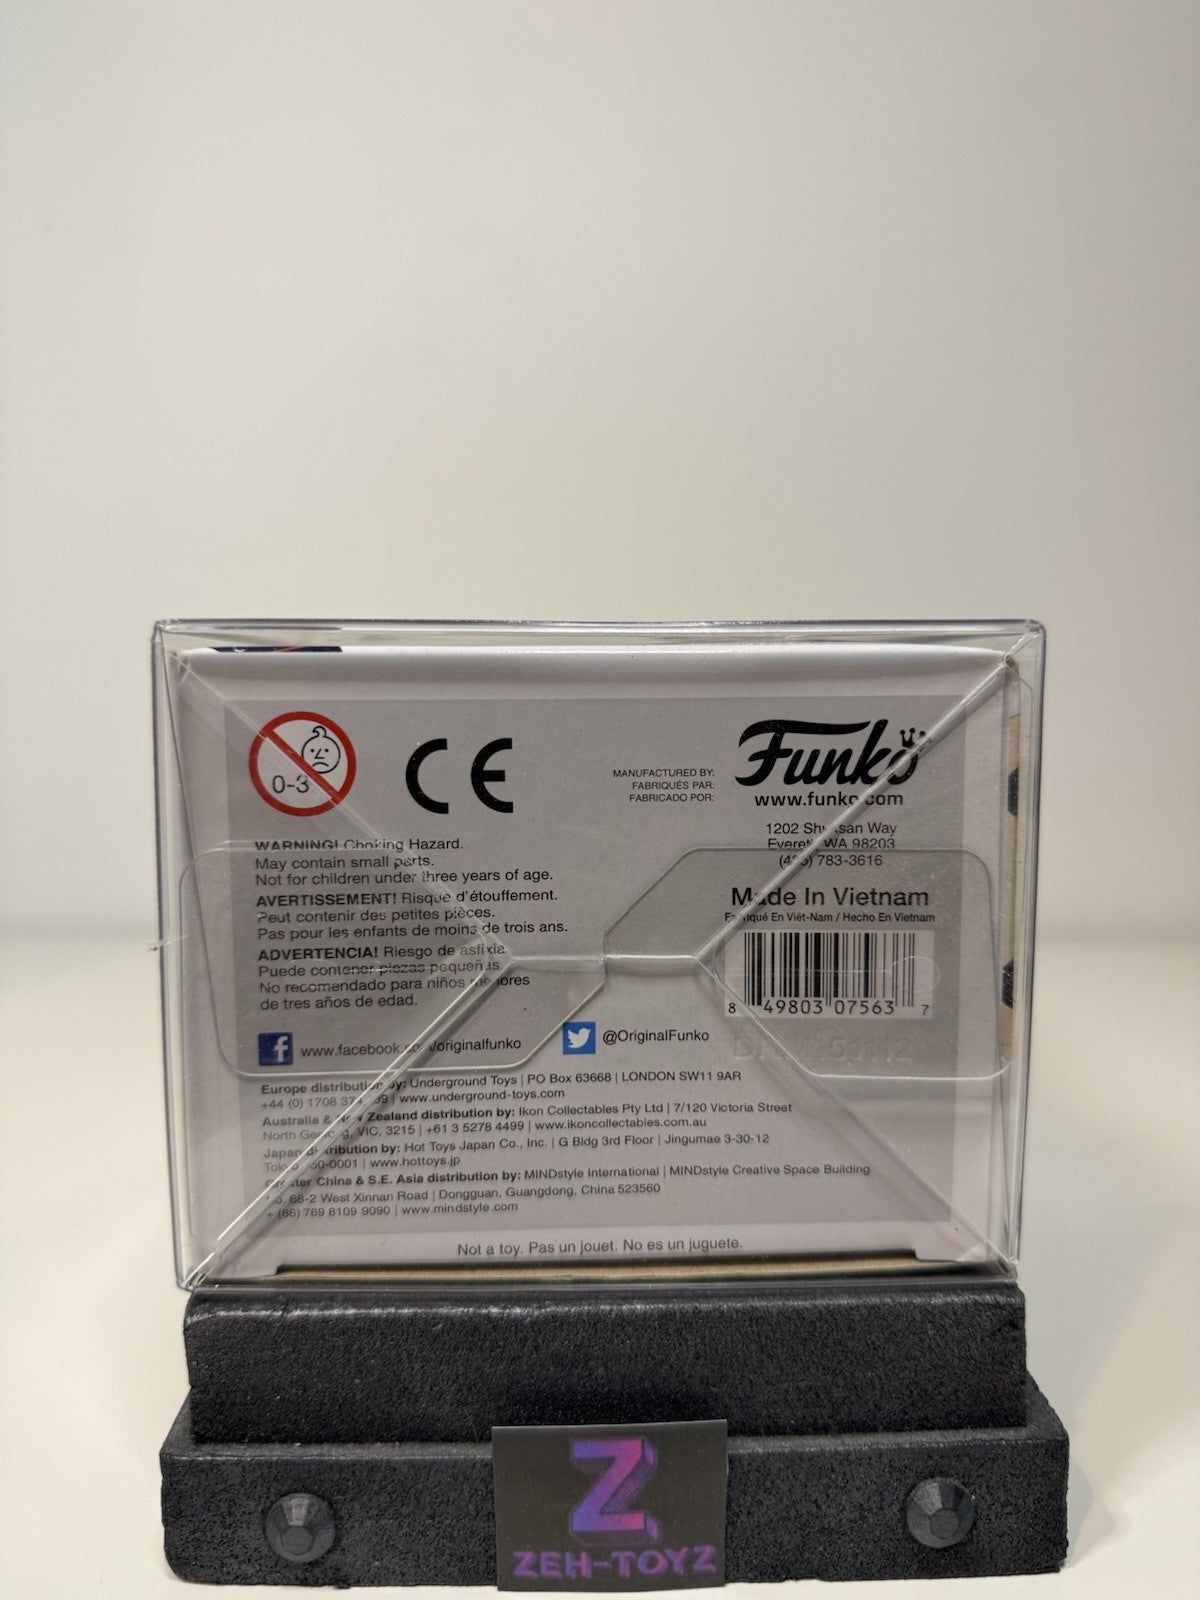 0-3
CE
MANUFACTURED BY:
FABRIQUÉS PAR:
FABRICADO POR:
Funko
www.funko.com
1202 Shuksan Way
Everett, WA 98203
783-3616
WARNING! Choking Hazard.
May contain small parts.
Not for children under three years of age.
AVERTISSEMENT! Risque d'étouffement.
Peut contenir des petites pièces.
Pas pour les enfants de moins de trois ans.
ADVERTENCIA! Riesgo de asfixia.
Puede contener piezas pequeñas.
No recomendado para niños menores
de tres años de edad.
Made In Vietnam
Fabriqué En Viêt-Nam / Hecho En Vietnam
8 49803 07563 7
www.facebook.com/originalfunko
@OriginalFunko
Europe distribution by: Underground Toys | PO Box 63668 | LONDON SW11 9AR
+44 (0) 1708 | www.underground-toys.com
Australia & New Zealand distribution by: Ikon Collectables Pty Ltd | 7/120 Victoria Street
North Geelong, VIC, 3215 | +61 3 5278 4499 | www.ikoncollectables.com.au
Japan distribution by: Hot Toys Japan Co., Inc. | G Bldg 3rd Floor | Jingumae 3-30-12
Tokyo | www.hottoys.jp
Greater China & S.E. Asia distribution by: MINDstyle International | MINDstyle Creative Space Building
No. 68-2 West Xinnan Road | Dongguan, Guangdong, China 523560
+ (86) 769 8109 9090 | www.mindstyle.com
Not a toy. Pas un jouet. No es un juguete.
Z
ZEH-TOYZ